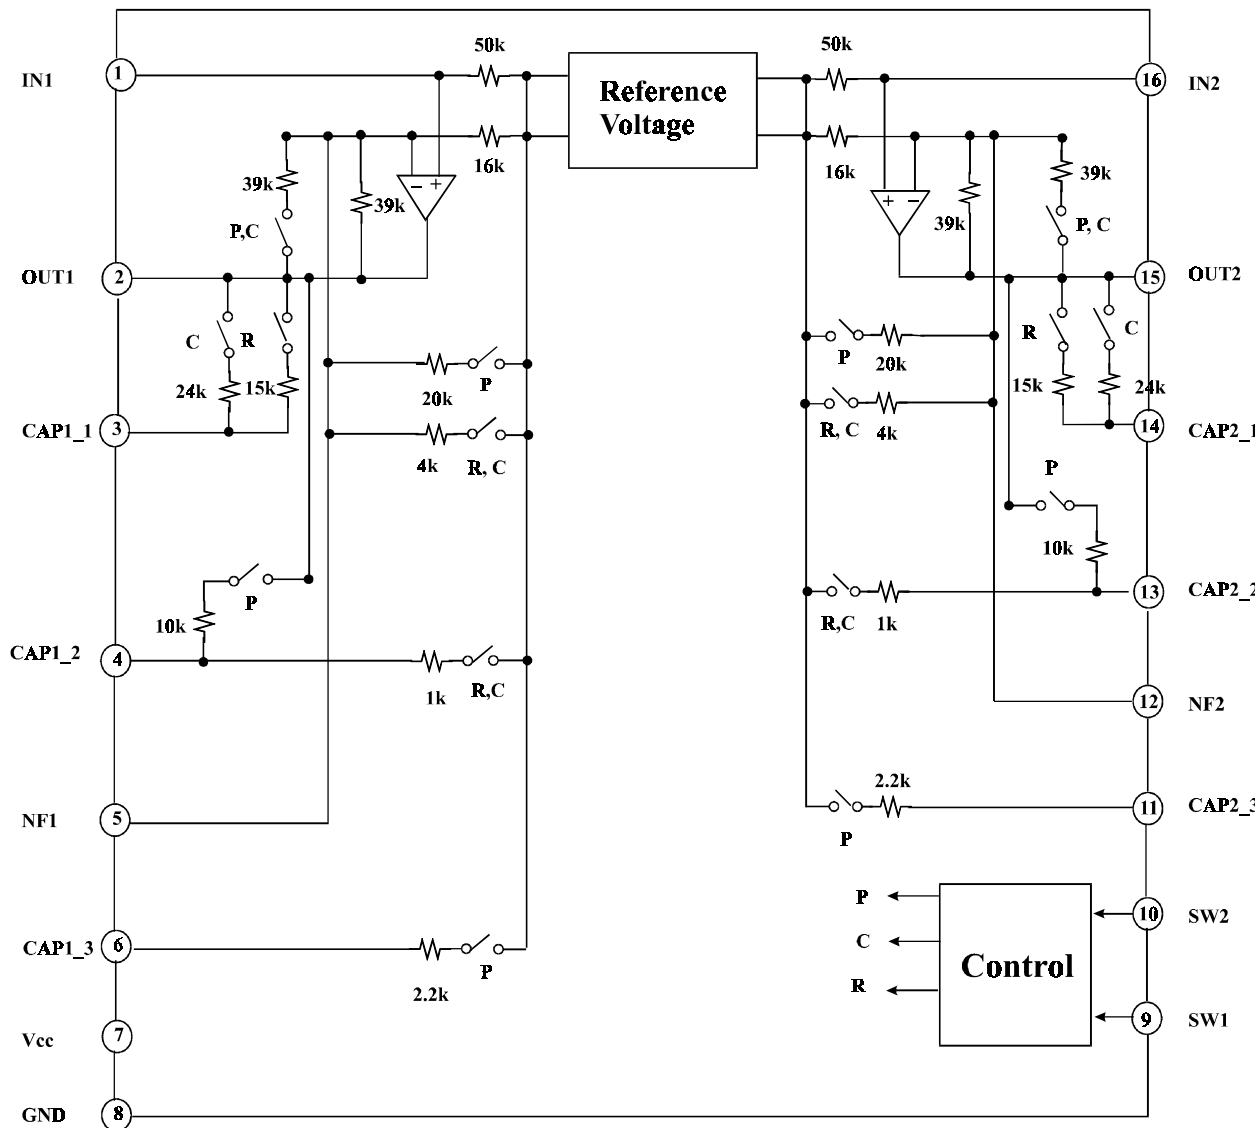 50k
50k
IN1
1
Reference
Voltage
16
IN2
16k
16k
39k
39k
39k
39k
− +
+ −
P,C
P, C
OUT1
2
15
OUT2
C
R
R
C
P
P
24k
15k
20k
20k
15k
24k
CAP1_1
3
4k
R, C
R, C
4k
14
CAP2_1
P
P
10k
10k
CAP1_2
4
1k
R,C
R,C
1k
13
CAP2_2
12
NF2
2.2k
NF1
5
P
11
CAP2_3
CAP1_3
6
2.2k
P
P
C
R
Control
10
SW2
9
SW1
Vcc
7
GND
8